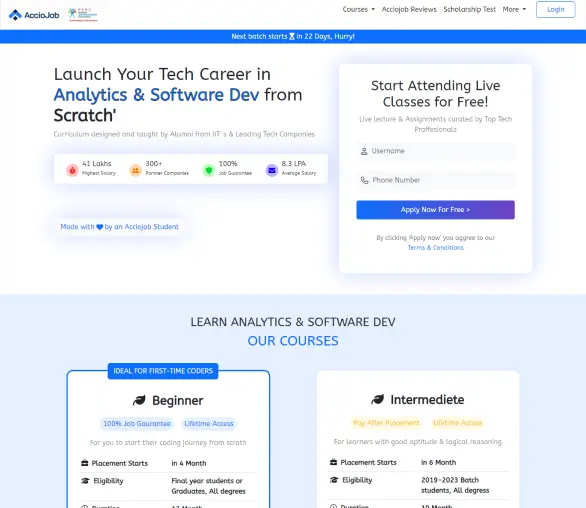 AccioJob
Courses
Acciojob Reviews
Scholarship Test
More
Login
Next batch starts in 22 Days, Hurry!
Launch Your Tech Career in
Analytics & Software Dev from
Scratch'
Curriculum designed and taught by Alumni from IIT' s & Leading Tech Companies
41 Lakhs
Highest Salary
300+
Partner Companies
100%
Job Guarantee
8.3 LPA
Average Salary
Made with by an Acciojob Student
Start Attending Live
Classes for Free!
Live lecture & Assignments curated by Top Tech
Proffesionals
Username
Phone Number
Apply Now For Free >
By clicking 'Apply now' you aggree to our
Terms & Conditions
LEARN ANALYTICS & SOFTWARE DEV
OUR COURSES
IDEAL FOR FIRST-TIME CODERS
Beginner
100% Job Gaurantee
Lifetime Access
For you to start their coding journey from scrath
Placement Starts
in 4 Month
Eligibility
Final year students or
Graduates, All degrees
Duration
Intermediete
Pay After Placement
Lifetime Access
For learners with good aptitude & logical reasoning
Placement Starts
in 6 Month
Eligibility
2019-2023 Batch
students, All degrees
Duration
10 Month